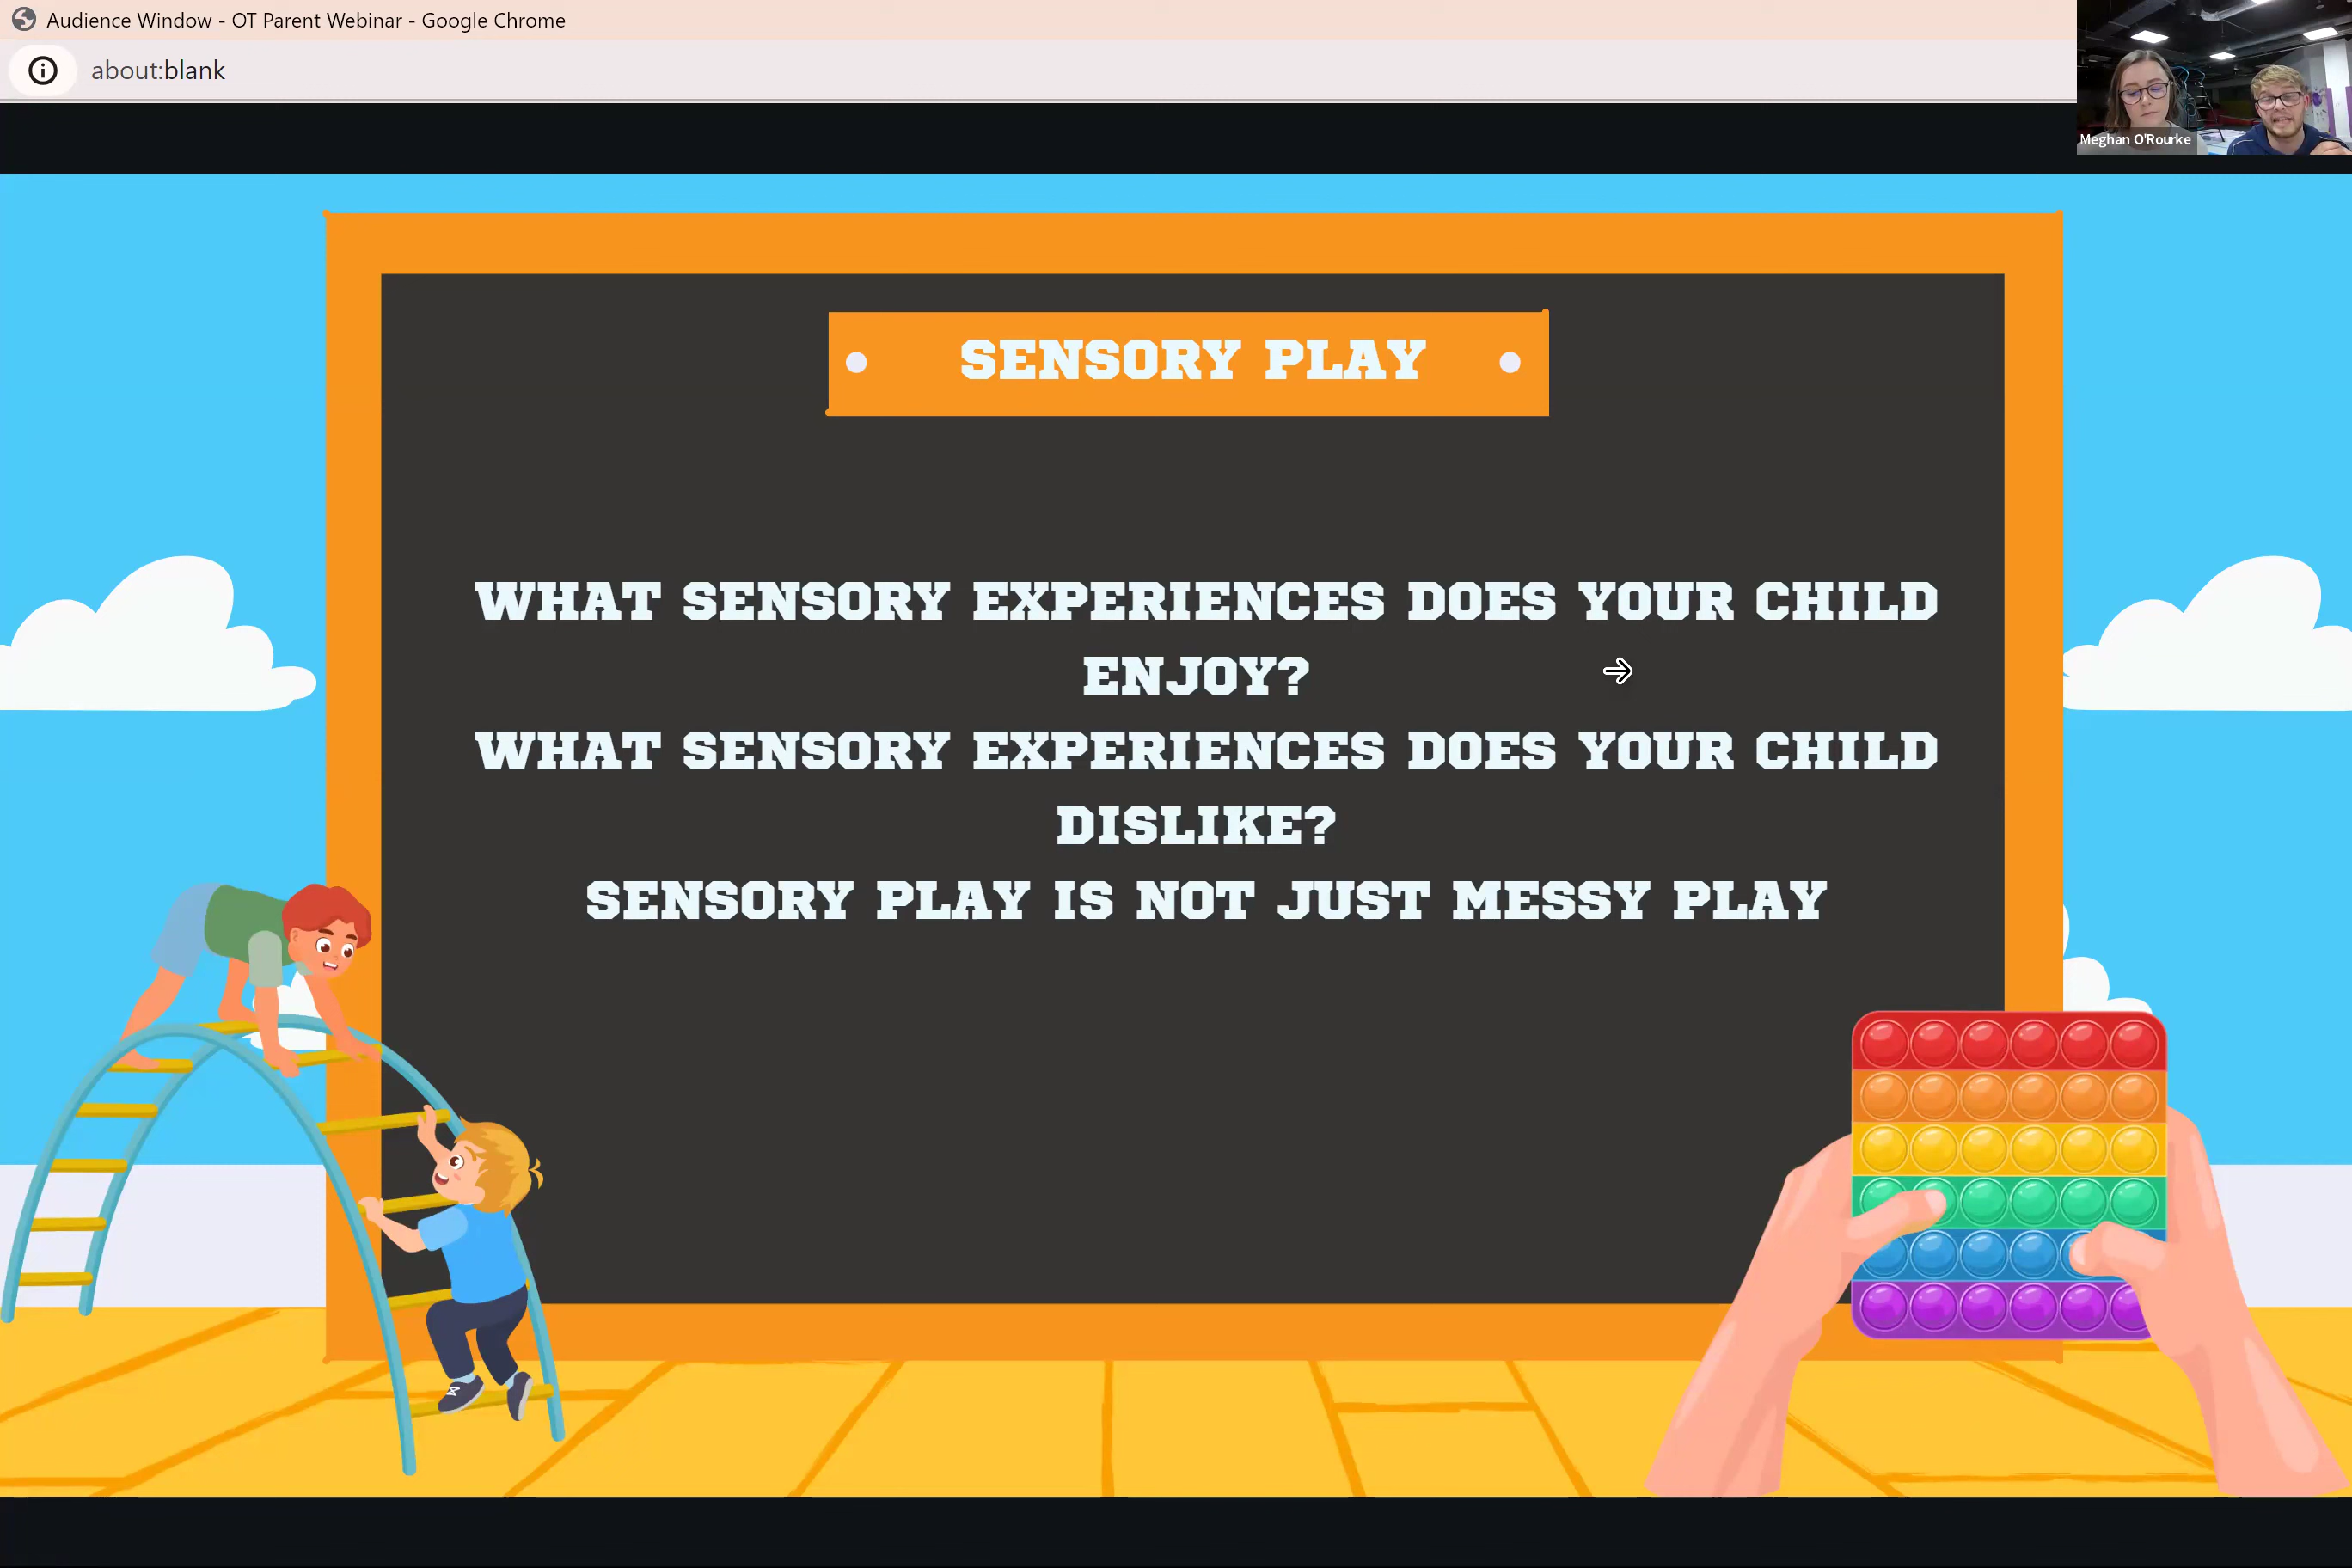 Audience Window - OT Parent Webinar - Google Chrome
about:blank
Meghan O'Rourke
SENSORY PLAY
WHAT SENSORY EXPERIENCES DOES YOUR CHILD
ENJOY?
WHAT SENSORY EXPERIENCES DOES YOUR CHILD
DISLIKE?
SENSORY PLAY IS NOT JUST MESSY PLAY